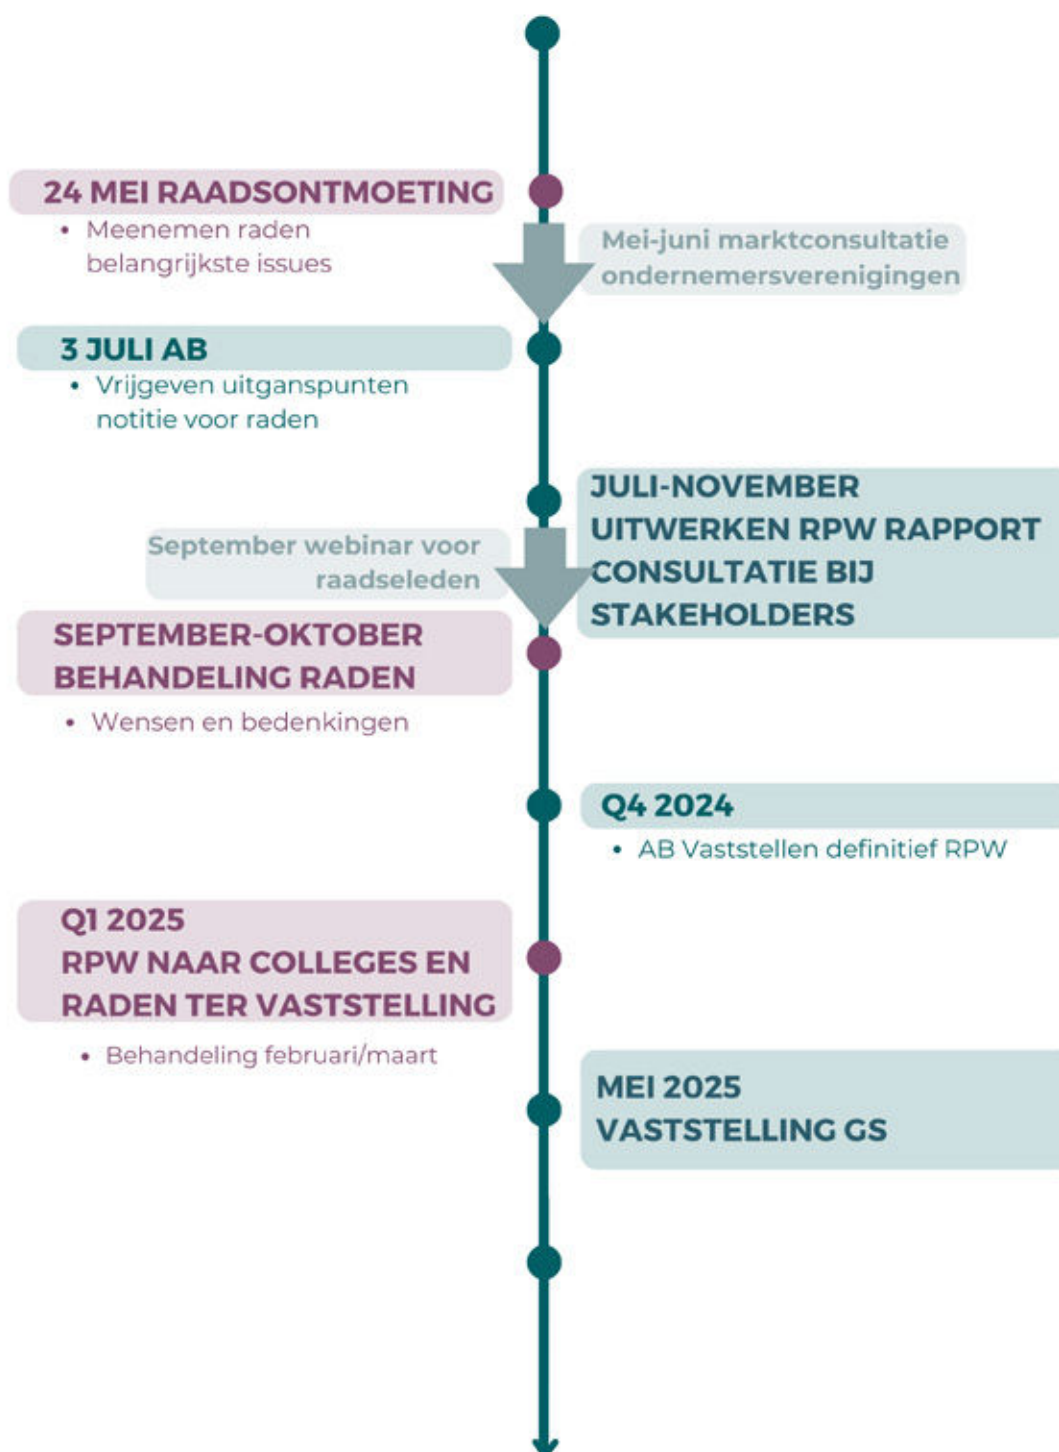 24 MEI RAADSONTMOETING
• Meenemen raden
belangrijkste issues
Mei-juni marktconsultatie
ondernemersverenigingen
3 JULI AB
• Vrijgeven uitganspunten
notitie voor raden
JULI-NOVEMBER
UITWERKEN RPW RAPPORT
CONSULTATIE BIJ
STAKEHOLDERS
September webinar voor
raadseleden
SEPTEMBER-OKTOBER
BEHANDELING RADEN
• Wensen en bedenkingen
Q4 2024
• AB Vaststellen definitief RPW
Q1 2025
RPW NAAR COLLEGES EN
RADEN TER VASTSTELLING
• Behandeling februari/maart
MEI 2025
VASTSTELLING GS